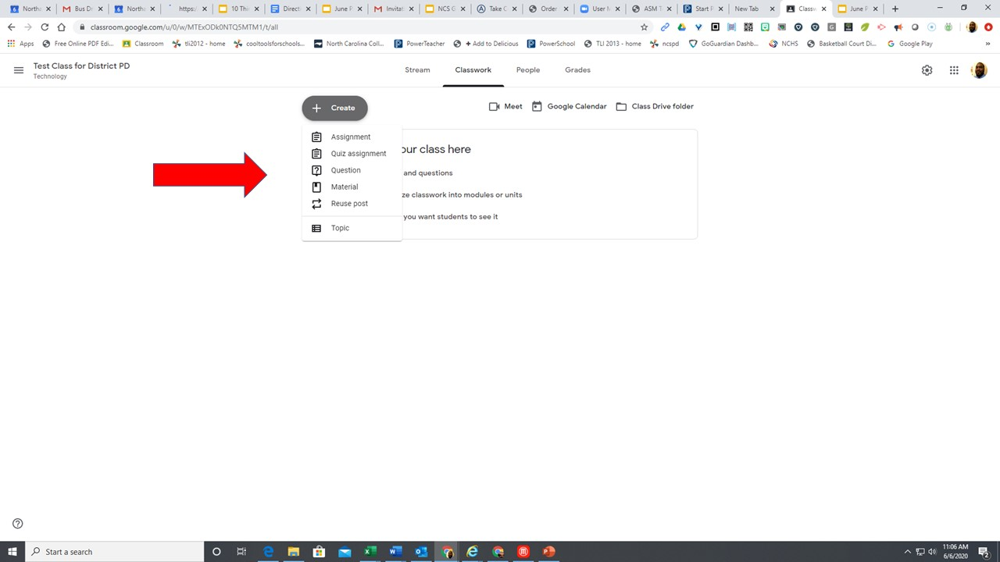 Northa
Bus Dr
Northa
https:/
10 Thi
Directi
June P
Invitat
NCS G
Take C
Order
User M
ASM T
Start P
New Tab
Classw
June P
classroom.google.com/u/0/w/MTExODk0NTQ5MTM1/t/all
Apps
Free Online PDF Edi...
Classroom
tli2012 - home
cooltoolsforschools...
North Carolina Coll...
PowerTeacher
+ Add to Delicious
PowerSchool
TLI 2013 - home
ncspd
GoGuardian Dashb...
NCHS
Basketball Court Di...
Google Play
»
Test Class for District PD
Technology
Stream
Classwork
People
Grades
Create
Meet
Google Calendar
Class Drive folder
Assignment
Quiz assignment
Question
Material
Reuse post
Topic
our class here
and questions
ze classwork into modules or units
you want students to see it
Start a search
11:06 AM
6/6/2020
2